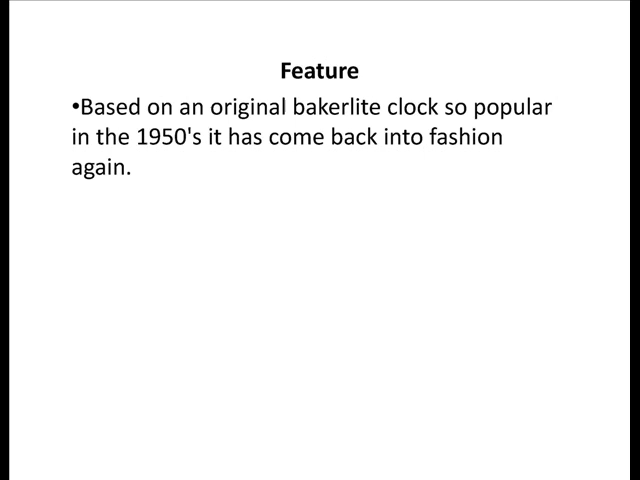 Feature
•Based on an original bakerlite clock so popular
in the 1950's it has come back into fashion
again.